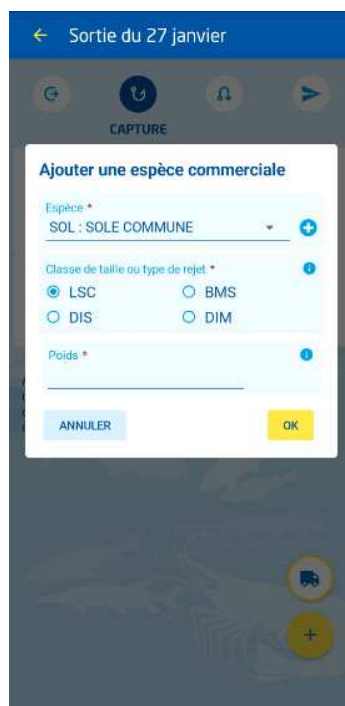 Sortie du 27 janvier
CAPTURE
Ajouter une espèce commerciale
Espèce *
SOL : SOLE COMMUNE
Classe de taille ou type de rejet *
LSC
BMS
DIS
DIM
Poids *
ANNULER
OK